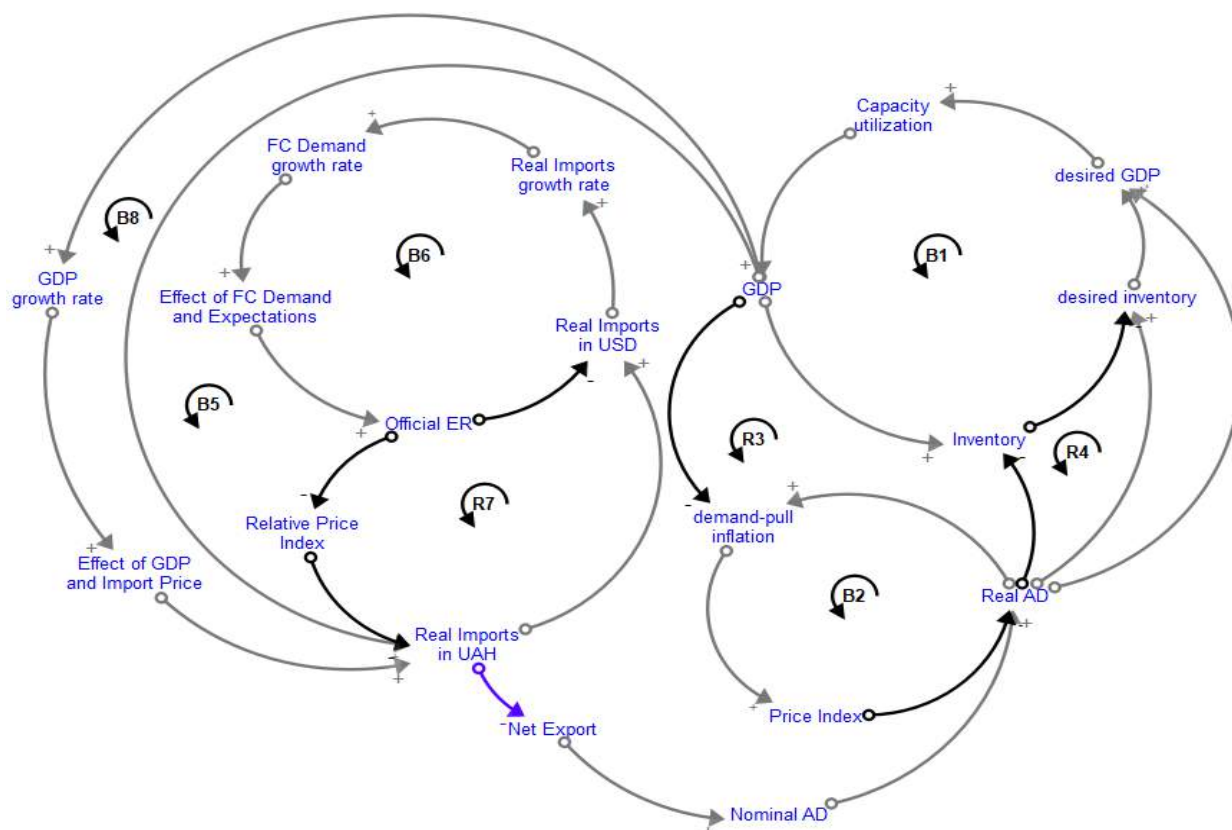 Capacity
utilization
FC Demand
growth rate
Real Imports
growth rate
desired GDP
B8
B6
B1
GDP
growth rate
Effect of FC Demand
and Expectations
GDP
desired inventory
Real Imports
in USD
B5
Official ER
R3
Inventory
R4
R7
Relative Price
Index
demand-pull
inflation
Effect of GDP
and Import Price
B2
Real AD
Real Imports
in UAH
Price Index
Net Export
Nominal AD